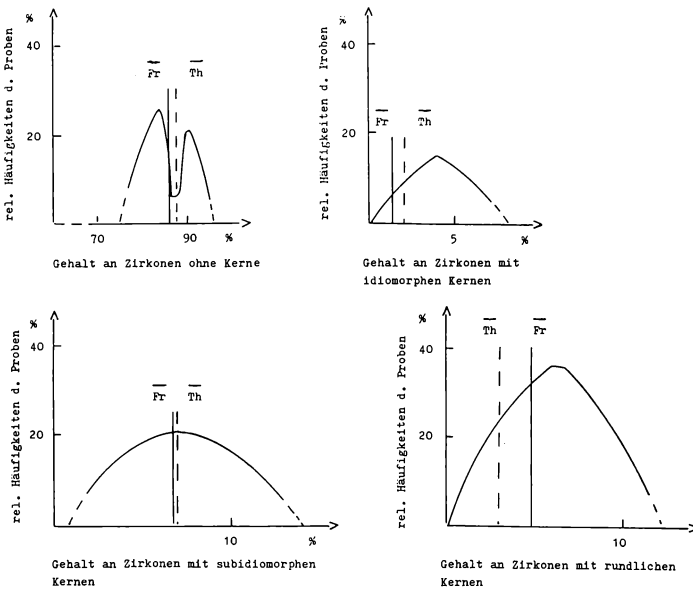 rel. Häufigkeiten d. Proben
%
40
20
Fr Th
70 90 %
Gehalt an Zirkonen ohne Kerne
rel. Häufigkeiten d. Proben
%
40
20
Fr Th
5 %
Gehalt an Zirkonen mit
idiomorphen Kernen
rel. Häufigkeiten d. Proben
%
40
20
Fr Th
10 %
Gehalt an Zirkonen mit subidiomorphen
Kernen
rel. Häufigkeiten d. Proben
%
40
20
Th Fr
10
Gehalt an Zirkonen mit rundlichen
Kernen